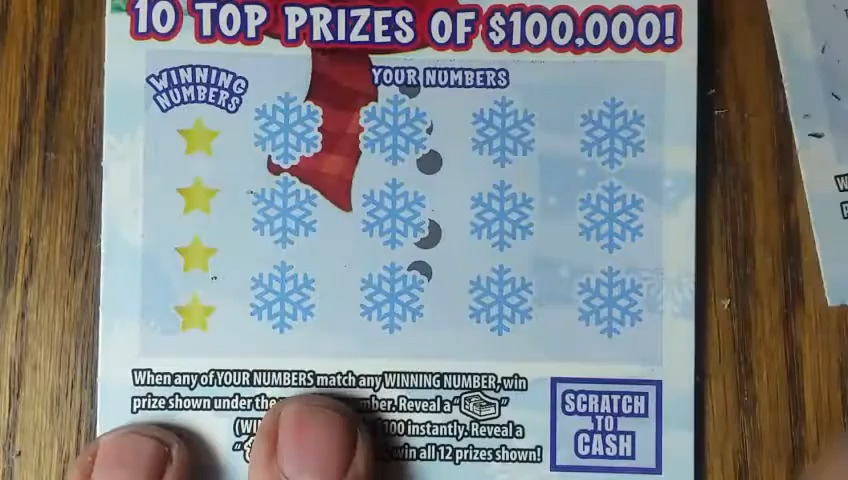 10 TOP PRIZES OF $100,000!
WINNING
NUMBERS
YOUR NUMBERS
When any of YOUR NUMBERS match any WINNING NUMBER, win
prize shown under the mber. Reveal a " "
(WI 100 instantly. Reveal a
" , win all 12 prizes shown!
SCRATCH
TO
CASH